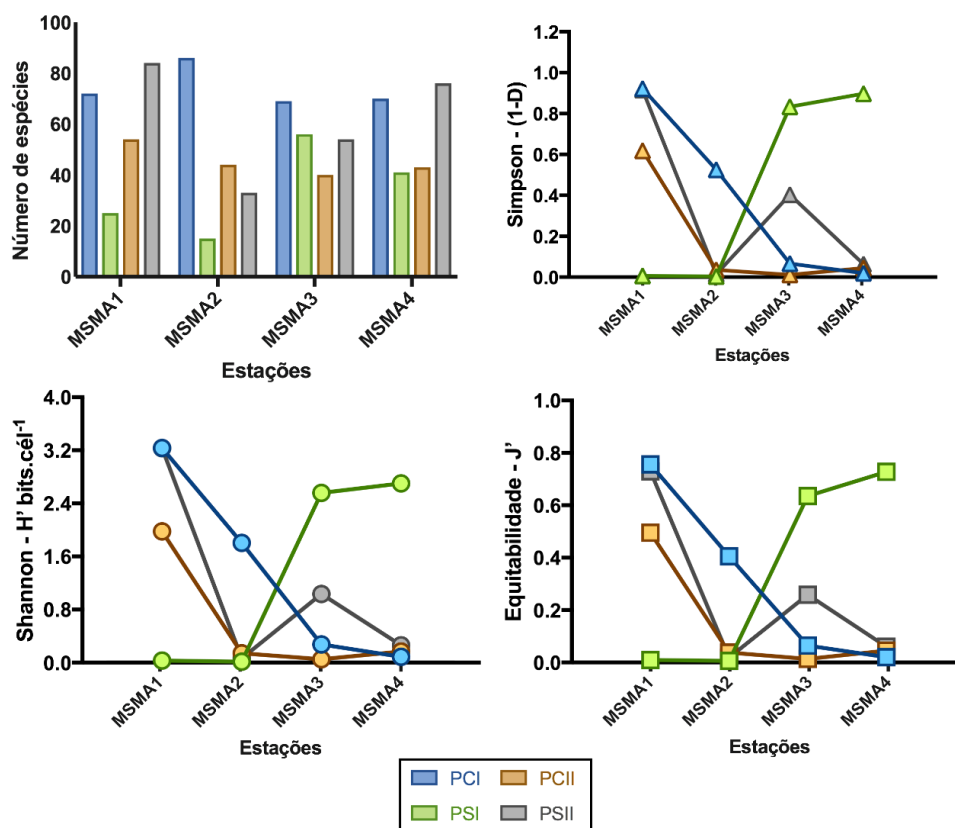 Número de espécies
100
80
60
40
20
0
MSMA1
MSMA2
MSMA3
MSMA4
Estações
Simpson - (1-D)
1.2
1.0
0.8
0.6
0.4
0.2
0.0
MSMA1
MSMA2
MSMA3
MSMA4
Estações
Shannon - H' bits.cél⁻¹
4.0
3.2
2.4
1.6
0.8
0.0
MSMA1
MSMA2
MSMA3
MSMA4
Estações
Equitabilidade - J'
1.0
0.8
0.6
0.4
0.2
0.0
MSMA1
MSMA2
MSMA3
MSMA4
Estações
PCI PCII
PSI PSII